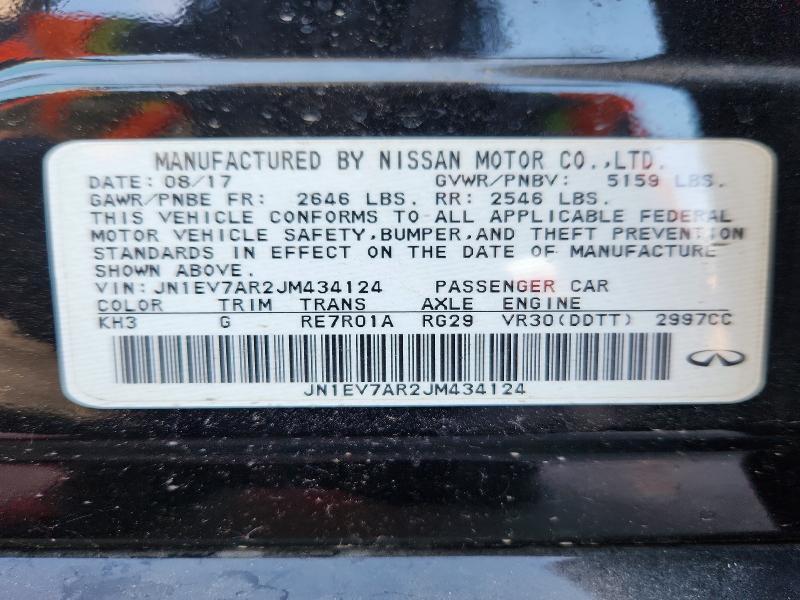 MANUFACTURED BY NISSAN MOTOR CO.,LTD.
DATE: 08/17 GVWR/PNBV: 5159 LBS.
GAWR/PNBE FR: 2646 LBS. RR: 2546 LBS.
THIS VEHICLE CONFORMS TO ALL APPLICABLE FEDERAL
MOTOR VEHICLE SAFETY,BUMPER,AND THEFT PREVENTION
STANDARDS IN EFFECT ON THE DATE OF MANUFACTURE
SHOWN ABOVE.
VIN: JN1EV7AR2JM434124 PASSENGER CAR
COLOR TRIM TRANS AXLE ENGINE
KH3 G RE7R01A RG29 VR30(DDTT) 2997CC
JN1EV7AR2JM434124